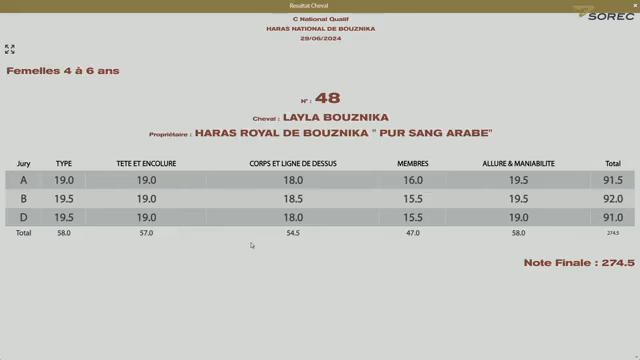 Resultat Cheval
C National Qualif
HARAS NATIONAL DE BOUZNIKA
29/06/2024
SOREC
Femelles 4 à 6 ans
N° : 48
Cheval : LAYLA BOUZNIKA
Propriétaire : HARAS ROYAL DE BOUZNIKA " PUR SANG ARABE"
Jury TYPE TETE ET ENCOLURE CORPS ET LIGNE DE DESSUS MEMBRES ALLURE & MANIABILITE Total
A 19.0 19.0 18.0 16.0 19.5 91.5
B 19.5 19.0 18.5 15.5 19.5 92.0
D 19.5 19.0 18.0 15.5 19.0 91.0
Total 58.0 57.0 54.5 47.0 58.0 274.5
Note Finale : 274.5